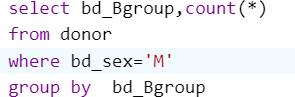 select bd_Bgroup,count(*)
from donor
where bd_sex='M'
group by  bd_Bgroup